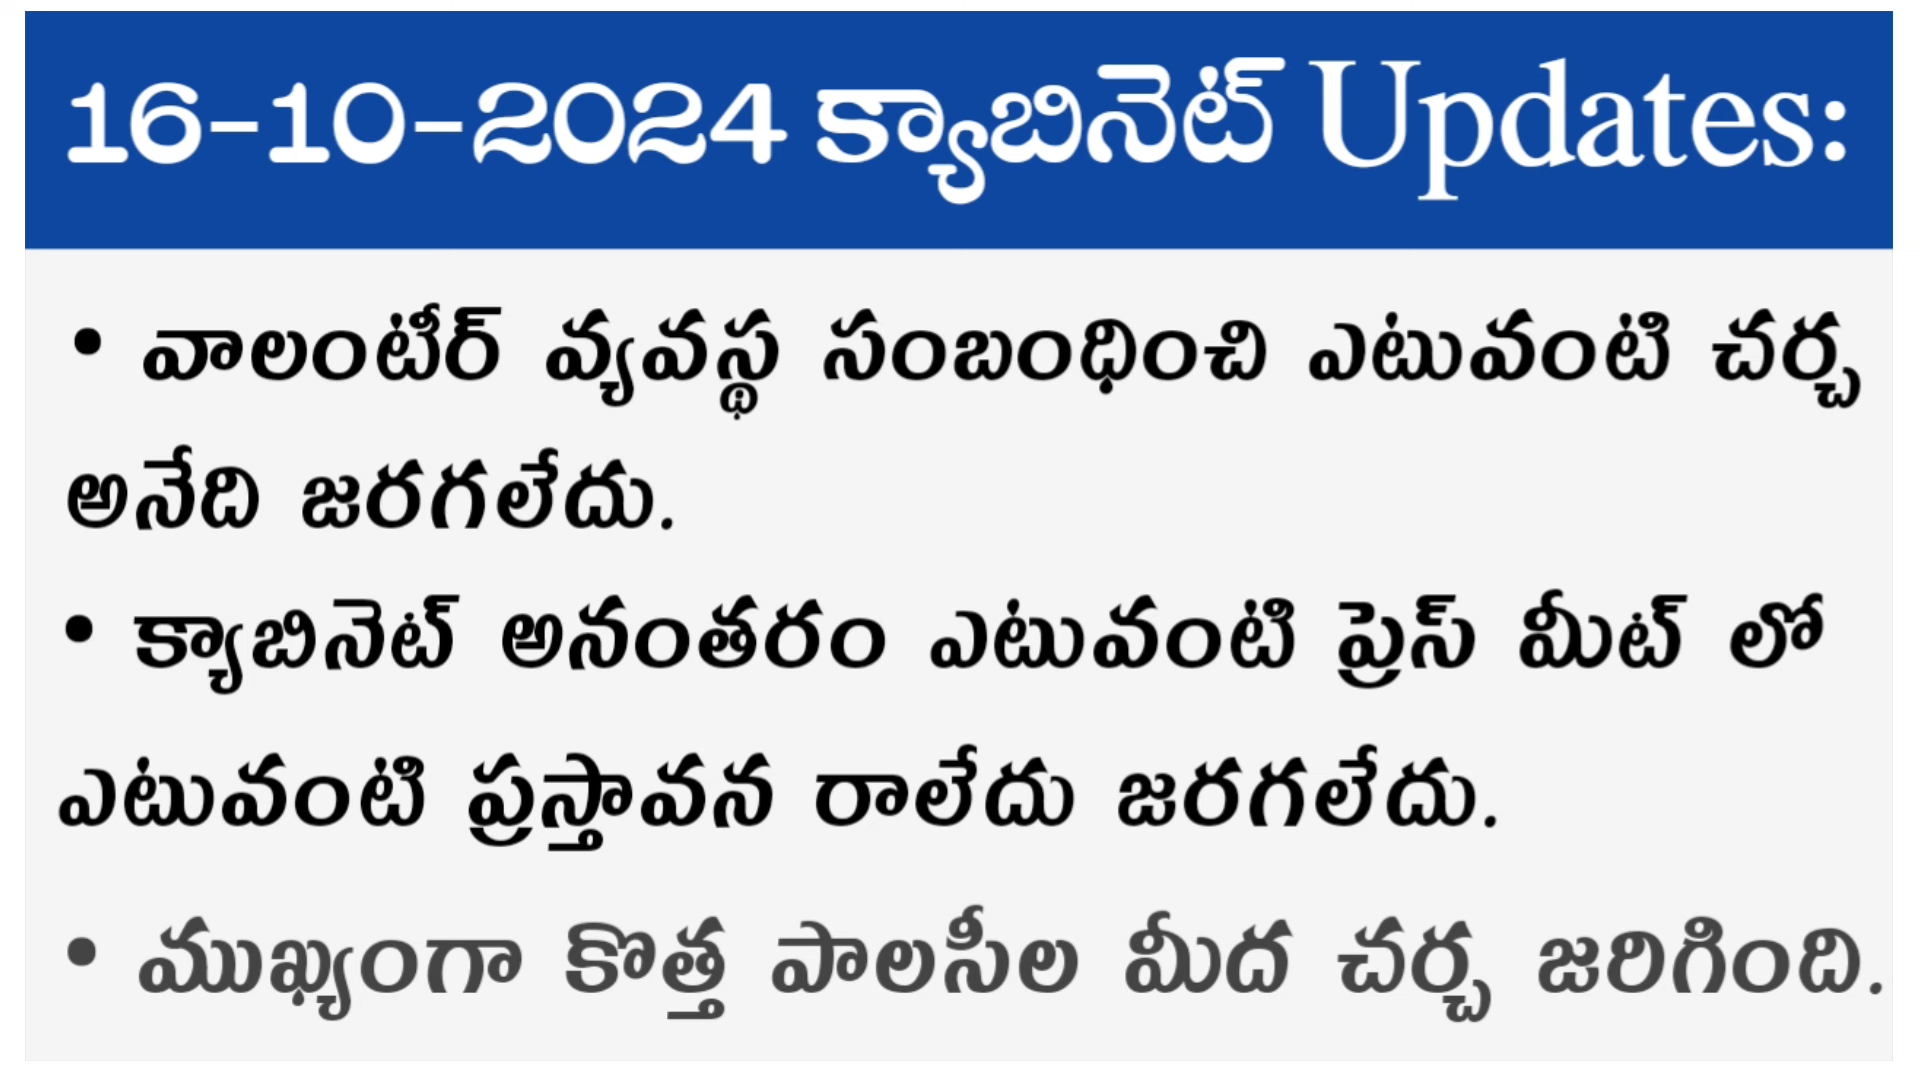 16-10-2024 క్యాబినెట్ Updates:
• వాలంటీర్ వ్యవస్థ సంబంధించి ఎటువంటి చర్చ
అనేది జరగలేదు.
• క్యాబినెట్ అనంతరం ఎటువంటి ప్రెస్ మీట్ లో
ఎటువంటి ప్రస్తావన రాలేదు జరగలేదు.
• ముఖ్యంగా కొత్త పాలసీల మీద చర్చ జరిగింది.